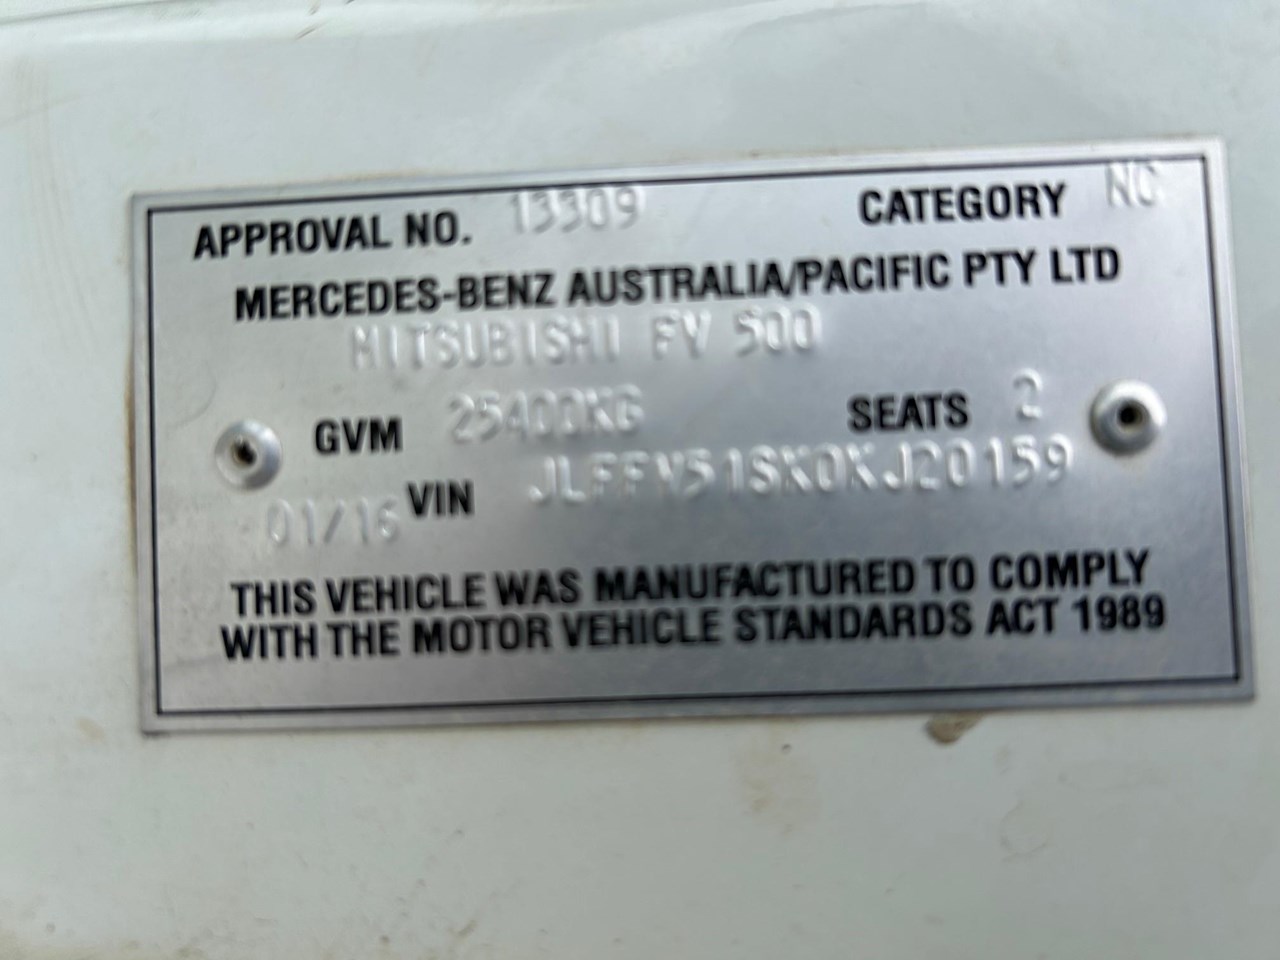 APPROVAL NO. 13309 CATEGORY NC
MERCEDES-BENZ AUSTRALIA/PACIFIC PTY LTD
MITSUBISHI FV 500
GVM 25400KG SEATS 2
01/16 VIN JLFFV51SK0KJ20159
THIS VEHICLE WAS MANUFACTURED TO COMPLY
WITH THE MOTOR VEHICLE STANDARDS ACT 1989